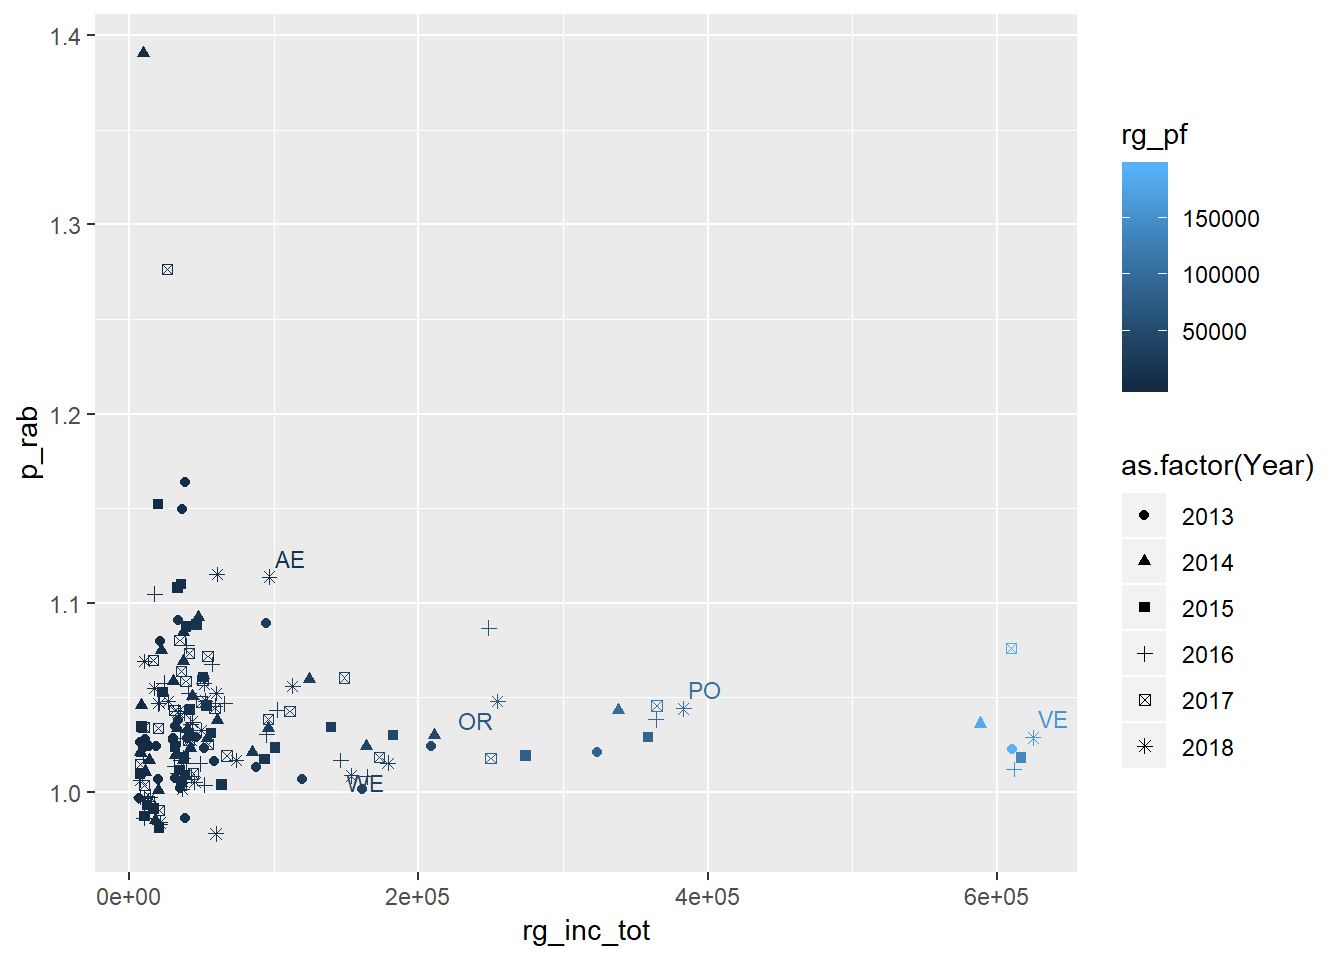 1.4
1.3
1.2
1.1
1.0
p_rab
AE
PO
OR
VE
WE
0e+00 2e+05 4e+05 6e+05
rg_inc_tot
rg_pf
150000
100000
50000
as.factor(Year)
2013
2014
2015
2016
2017
2018